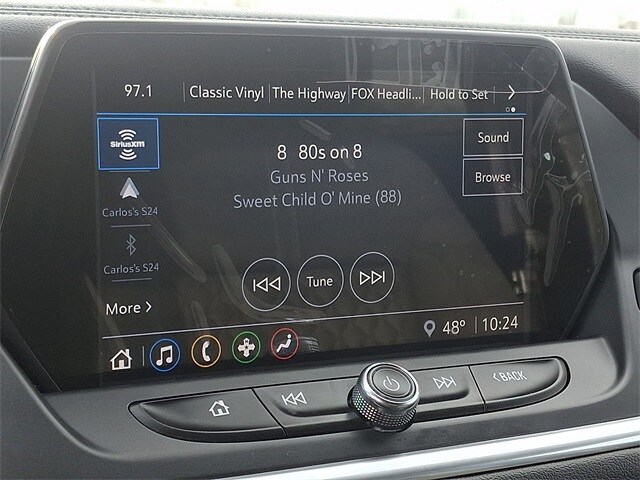 97.1 Classic Vinyl The Highway FOX Headli... Hold to Set
SiriusXM
8 80s on 8
Guns N' Roses
Sweet Child O' Mine (88)
Sound
Browse
Carlos's S24
Carlos's S24
More
Tune
48° 10:24
BACK